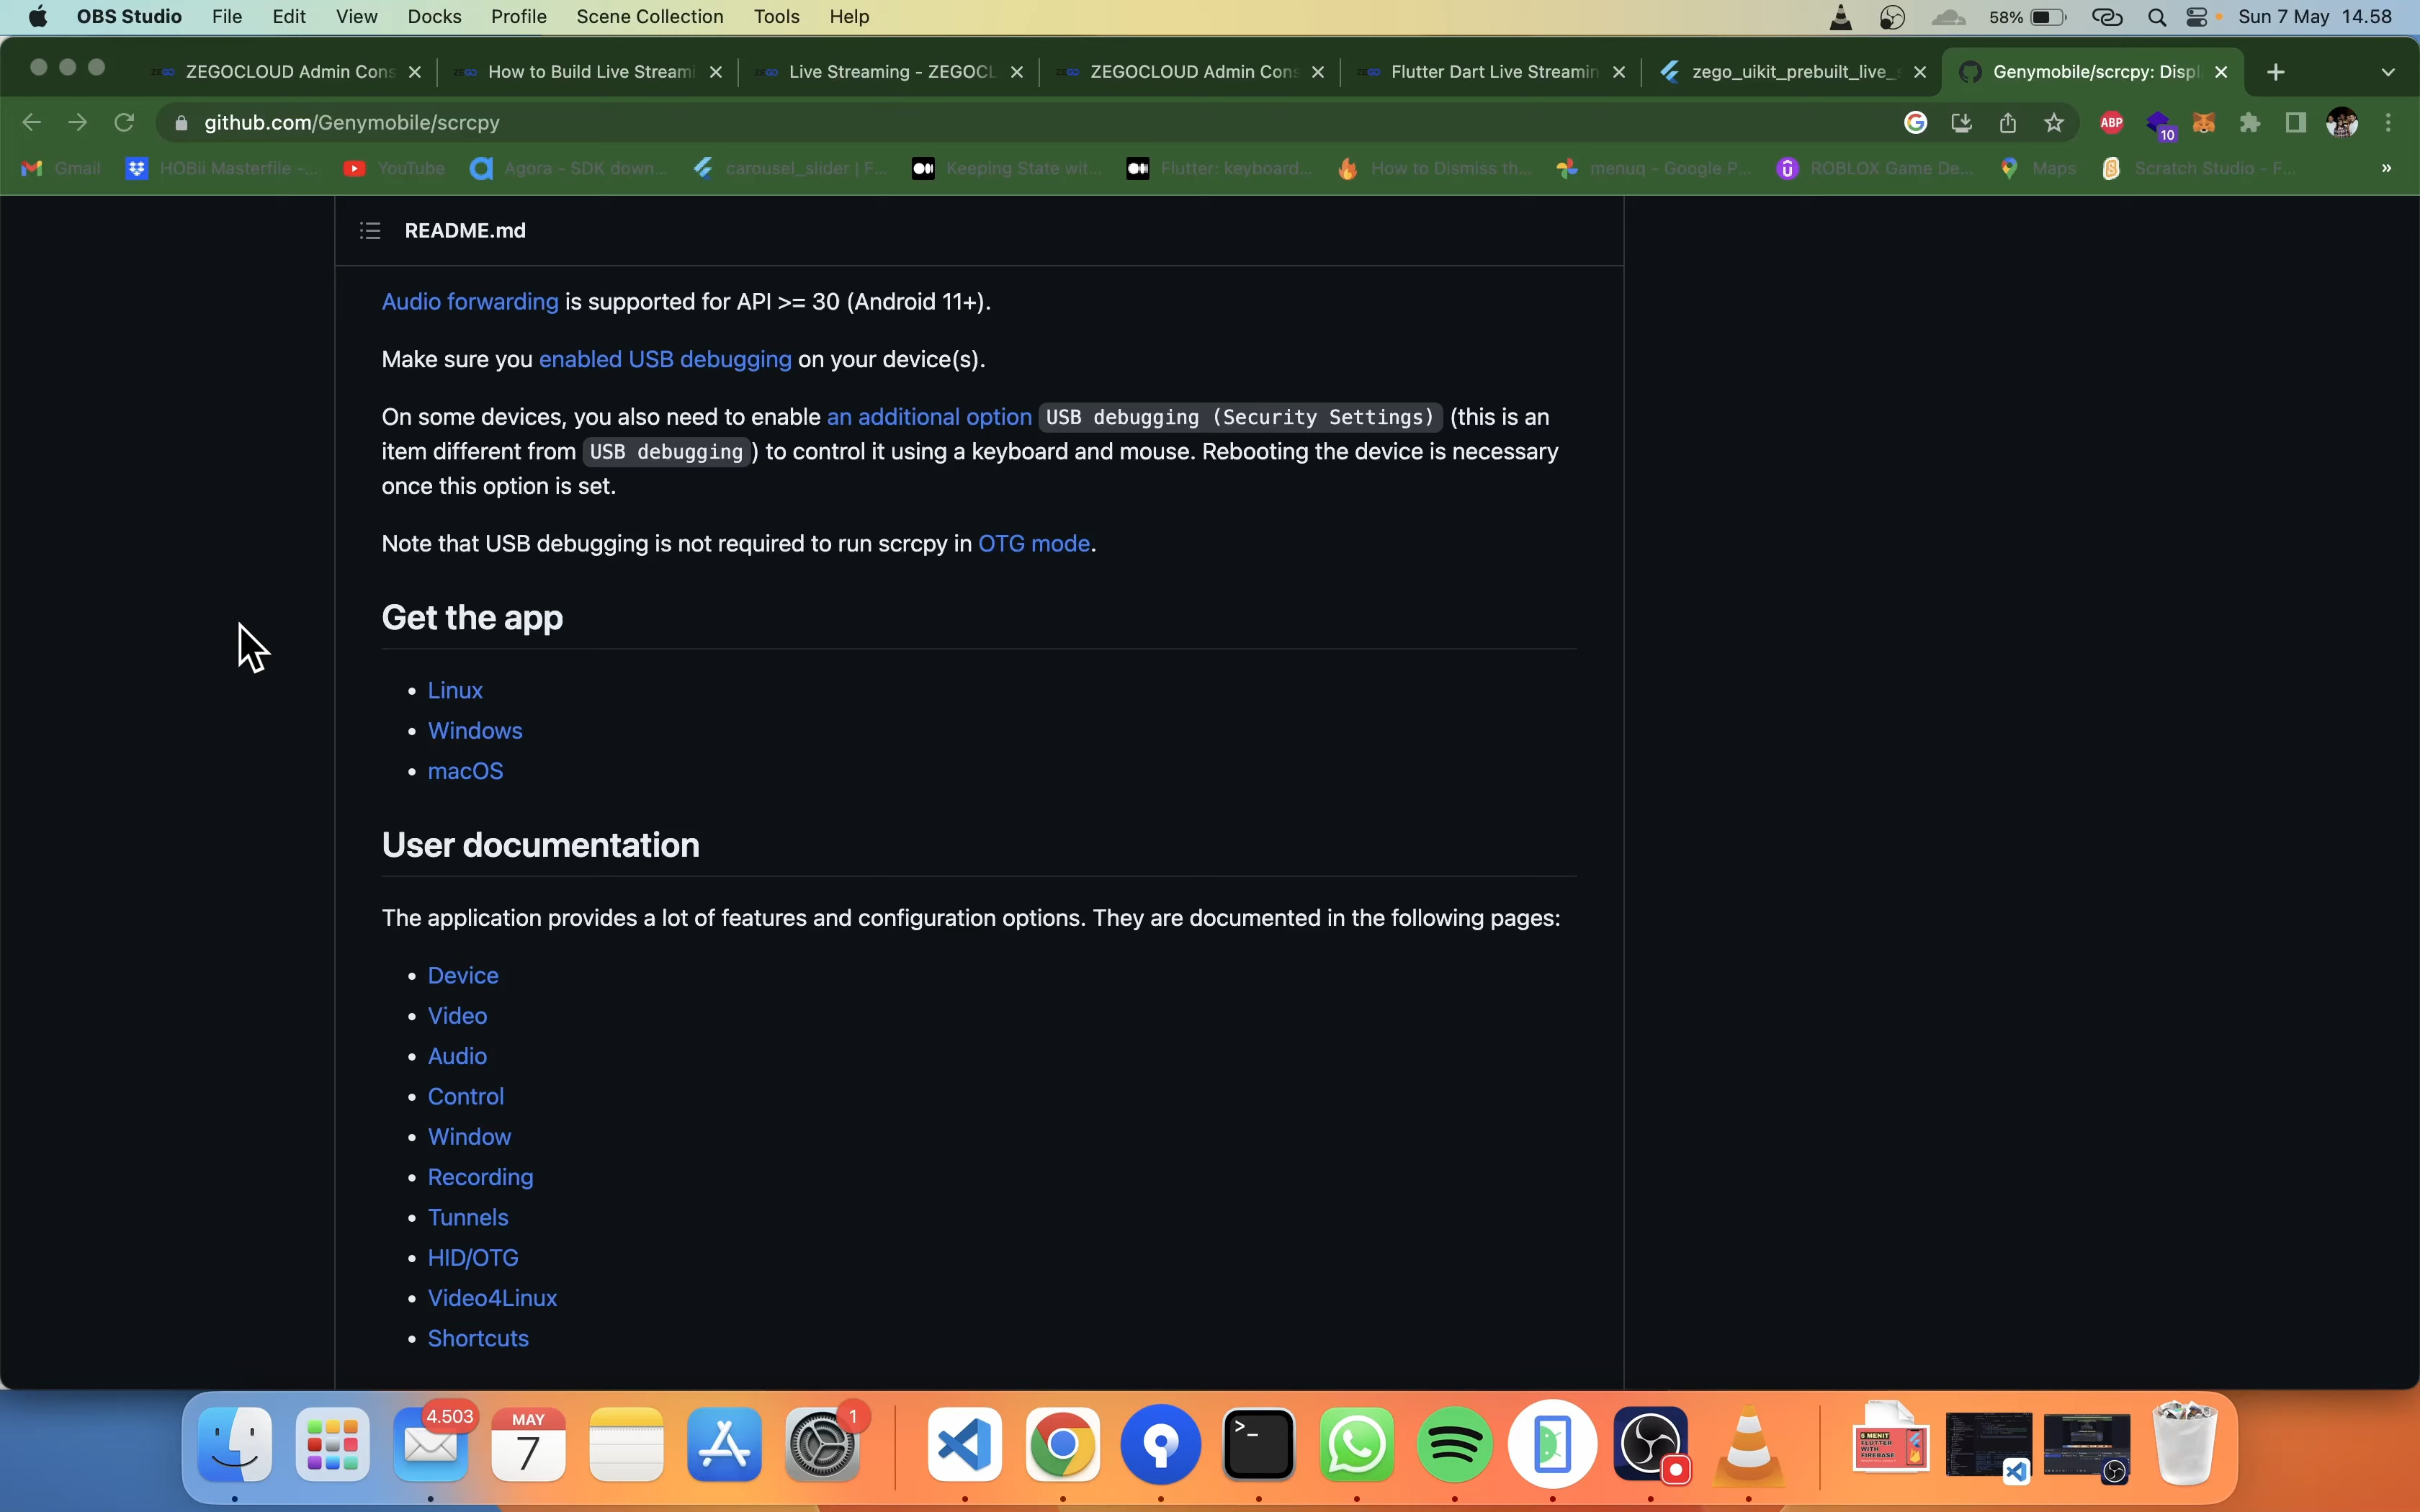 OBS Studio File Edit View Docks Profile Scene Collection Tools Help 58% Sun 7 May 14.58
ZEGOCLOUD Admin Cons
How to Build Live Streami
Live Streaming - ZEGOCL
ZEGOCLOUD Admin Cons
Flutter Dart Live Streamin
zego_uikit_prebuilt_live_s
Genymobile/scrcpy: Displ
github.com/Genymobile/scrcpy
ABP
10
Gmail
HOBii Masterfile -...
YouTube
Agora - SDK down...
carousel_slider | F...
Keeping State wit...
Flutter: keyboard...
How to Dismiss th...
menuq - Google P...
ROBLOX Game De...
Maps
Scratch Studio - F...
»
README.md
Audio forwarding is supported for API >= 30 (Android 11+).
Make sure you enabled USB debugging on your device(s).
On some devices, you also need to enable an additional option USB debugging (Security Settings) (this is an
item different from USB debugging ) to control it using a keyboard and mouse. Rebooting the device is necessary
once this option is set.
Note that USB debugging is not required to run scrcpy in OTG mode.
Get the app
• Linux
• Windows
• macOS
User documentation
The application provides a lot of features and configuration options. They are documented in the following pages:
• Device
• Video
• Audio
• Control
• Window
• Recording
• Tunnels
• HID/OTG
• Video4Linux
• Shortcuts
4.503
MAY
7
1
>_
5 MENIT
FLUTTER
WITH
FIREBASE